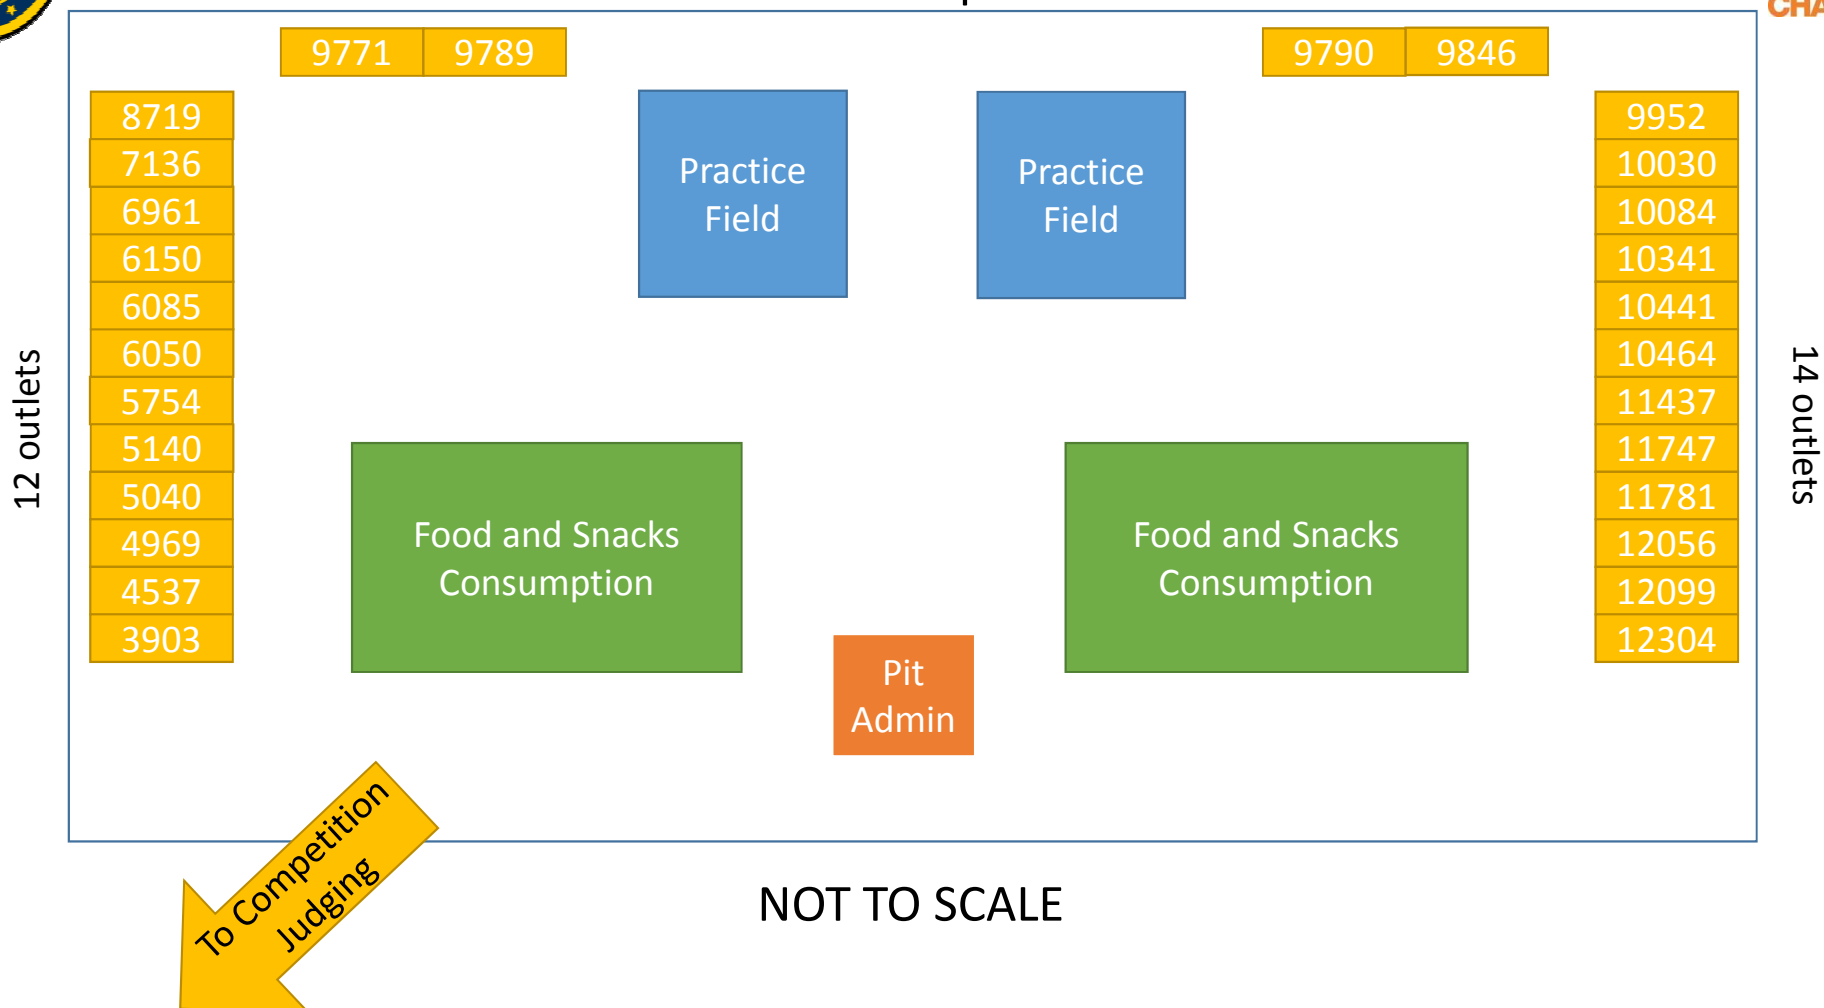 CHA
9771 9789
9790 9846
8719
7136
6961
6150
6085
6050
5754
5140
5040
4969
4537
3903
12 outlets
Practice
Field
Practice
Field
9952
10030
10084
10341
10441
10464
11437
11747
11781
12056
12099
12304
14 outlets
Food and Snacks
Consumption
Food and Snacks
Consumption
Pit
Admin
To Competition
Judging
NOT TO SCALE